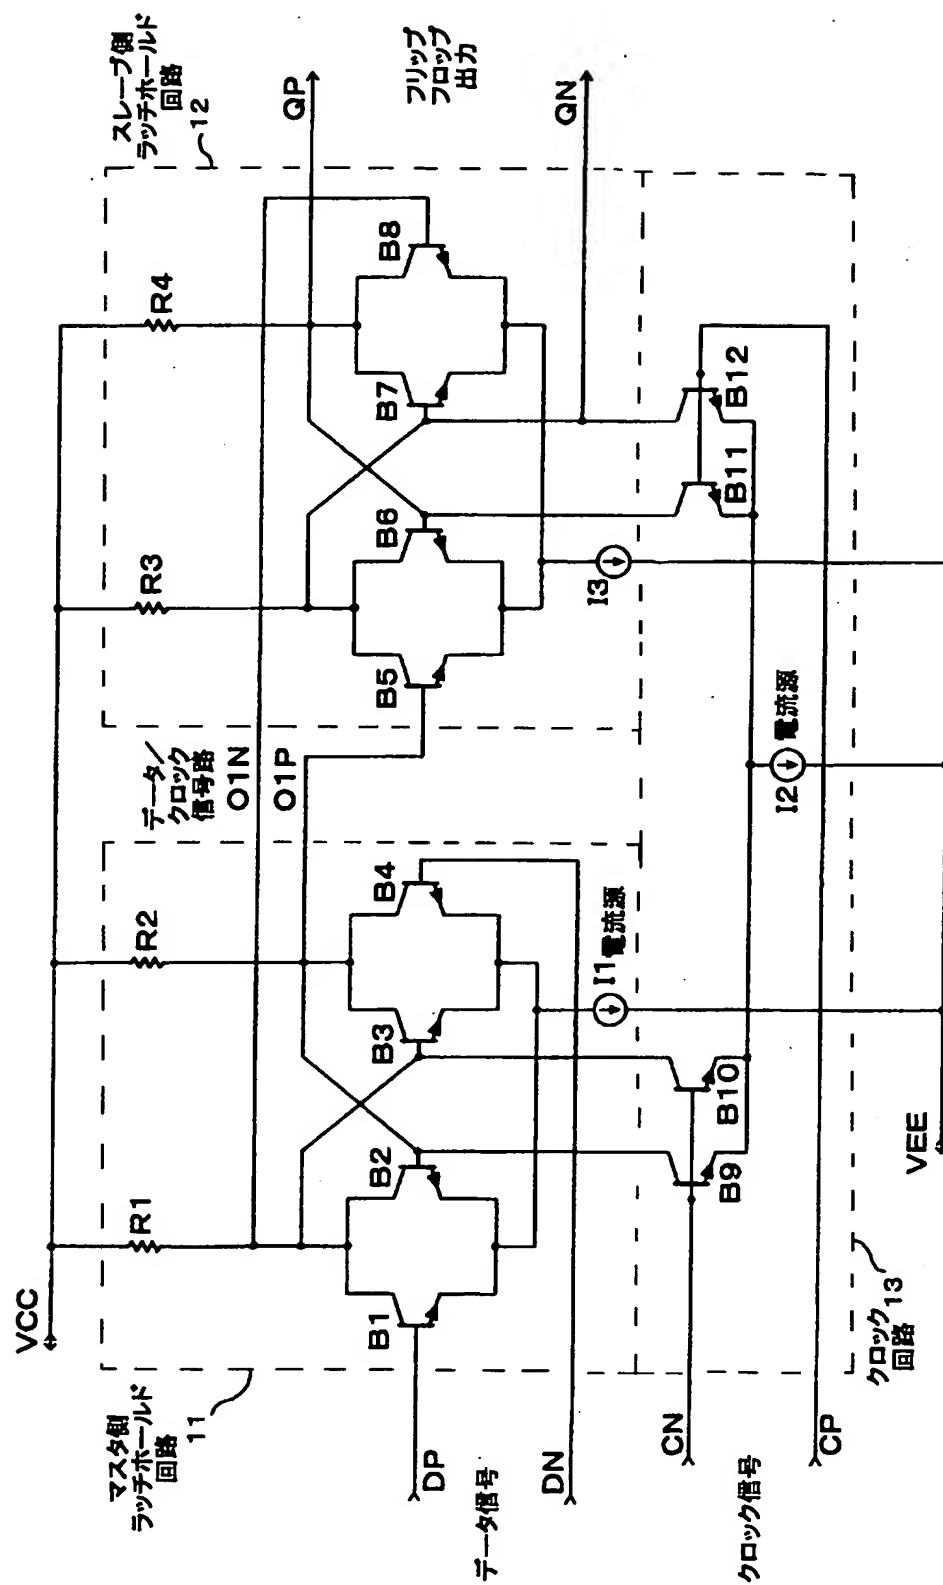 VCC
R1
R2
R3
R4
マスタ側
ラッチホールド
回路
11
データ/
クロック
信号路
O1N
O1P
スレーブ側
ラッチホールド
回路
12
QP
フリップ
フロップ
出力
QN
DP
データ信号
DN
B1
B2
B3
B4
B5
B6
B7
B8
I1 電流源
I3
CN
クロック信号
CP
B9
B10
B11
B12
I2 電流源
クロック
回路
13
VEE